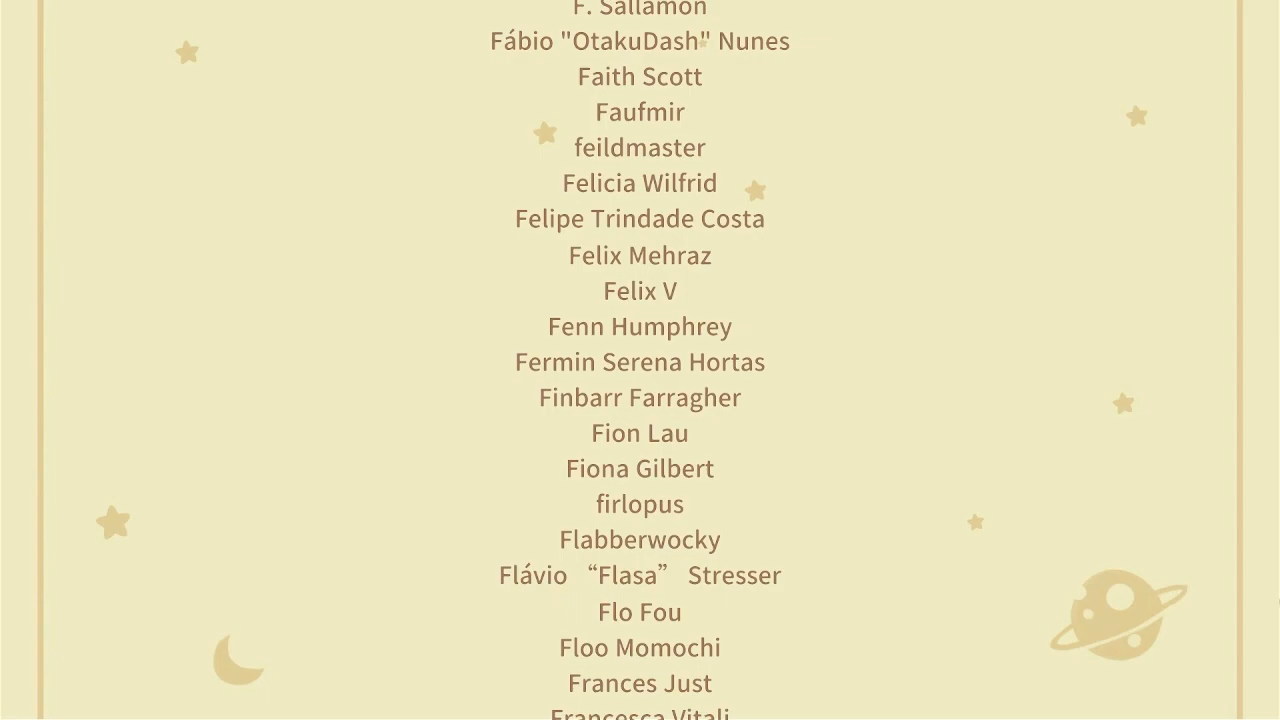 F. Sallamon
Fábio "OtakuDash" Nunes
Faith Scott
Faufmir
feildmaster
Felicia Wilfrid
Felipe Trindade Costa
Felix Mehraz
Felix V
Fenn Humphrey
Fermin Serena Hortas
Finbarr Farragher
Fion Lau
Fiona Gilbert
firlopus
Flabberwocky
Flávio “Flasa” Stresser
Flo Fou
Floo Momochi
Frances Just
Francesca Vitali